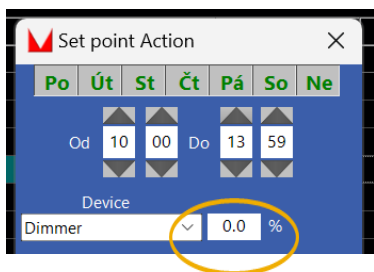 Set point Action
Po Út St Čt Pá So Ne
Od 10 00 Do 13 59
Device
Dimmer 0.0 %